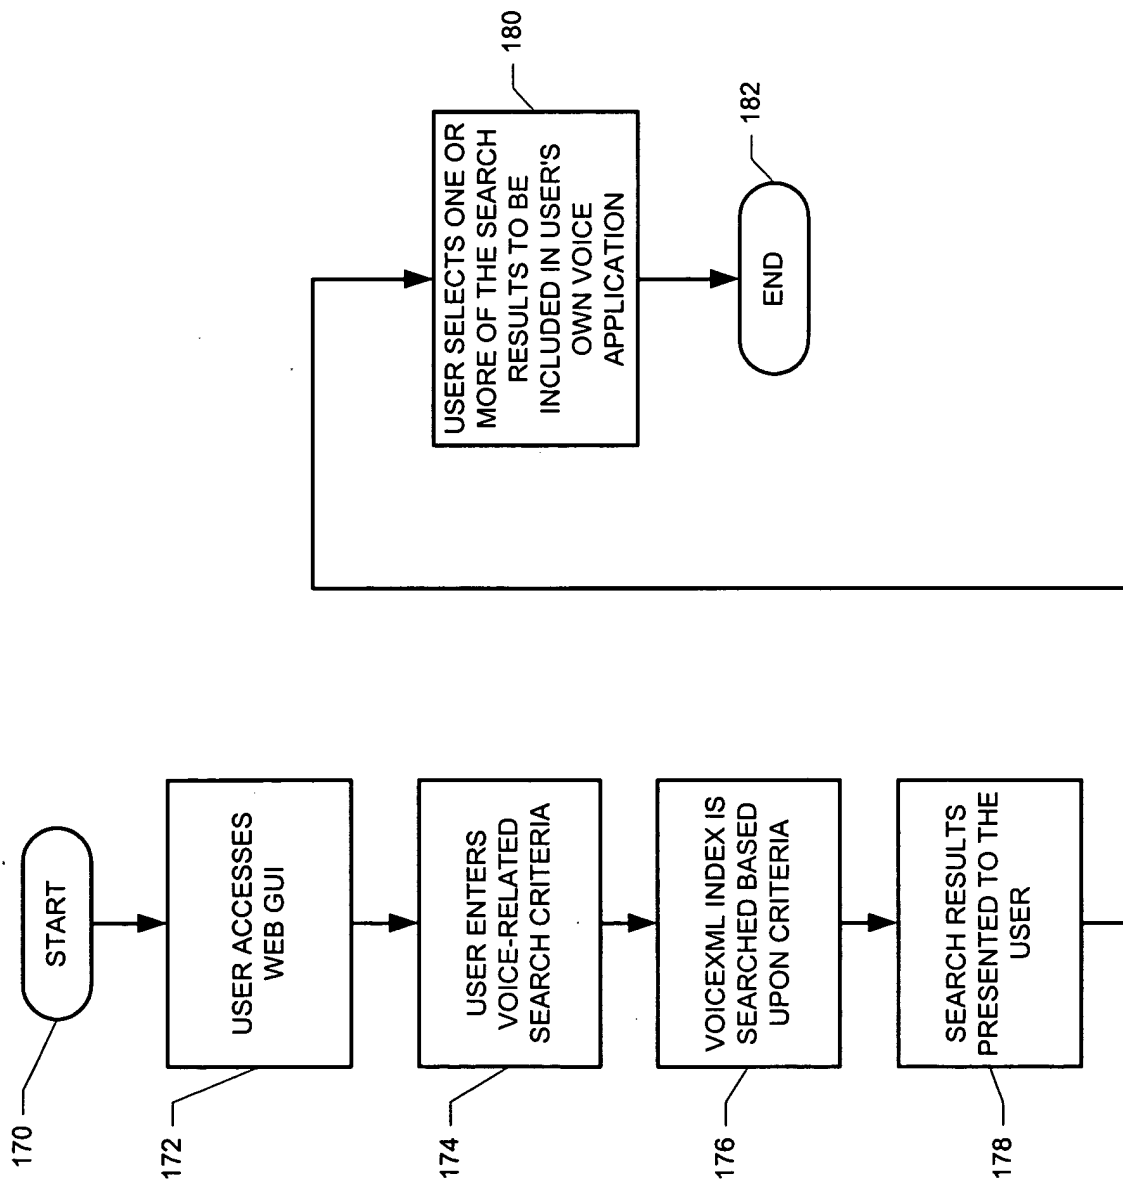 170
START
172
USER ACCESSES
WEB GUI
174
USER ENTERS
VOICE-RELATED
SEARCH CRITERIA
176
VOICEXML INDEX IS
SEARCHED BASED
UPON CRITERIA
178
SEARCH RESULTS
PRESENTED TO THE
USER
180
USER SELECTS ONE OR
MORE OF THE SEARCH
RESULTS TO BE
INCLUDED IN USER'S
OWN VOICE
APPLICATION
182
END